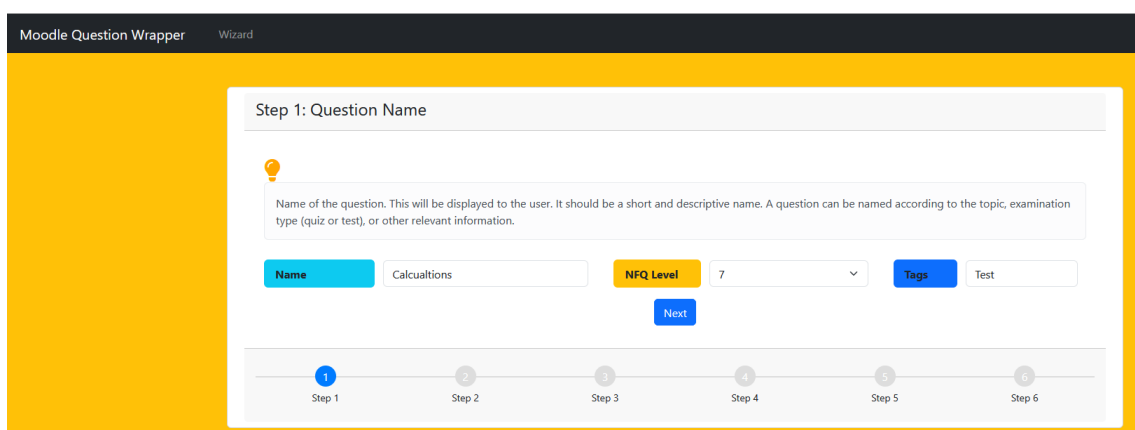 Moodle Question Wrapper Wizard
Step 1: Question Name
Name of the question. This will be displayed to the user. It should be a short and descriptive name. A question can be named according to the topic, examination
type (quiz or test), or other relevant information.
Name Calcualtions NFQ Level 7 Tags Test
Next
1 2 3 4 5 6
Step 1 Step 2 Step 3 Step 4 Step 5 Step 6